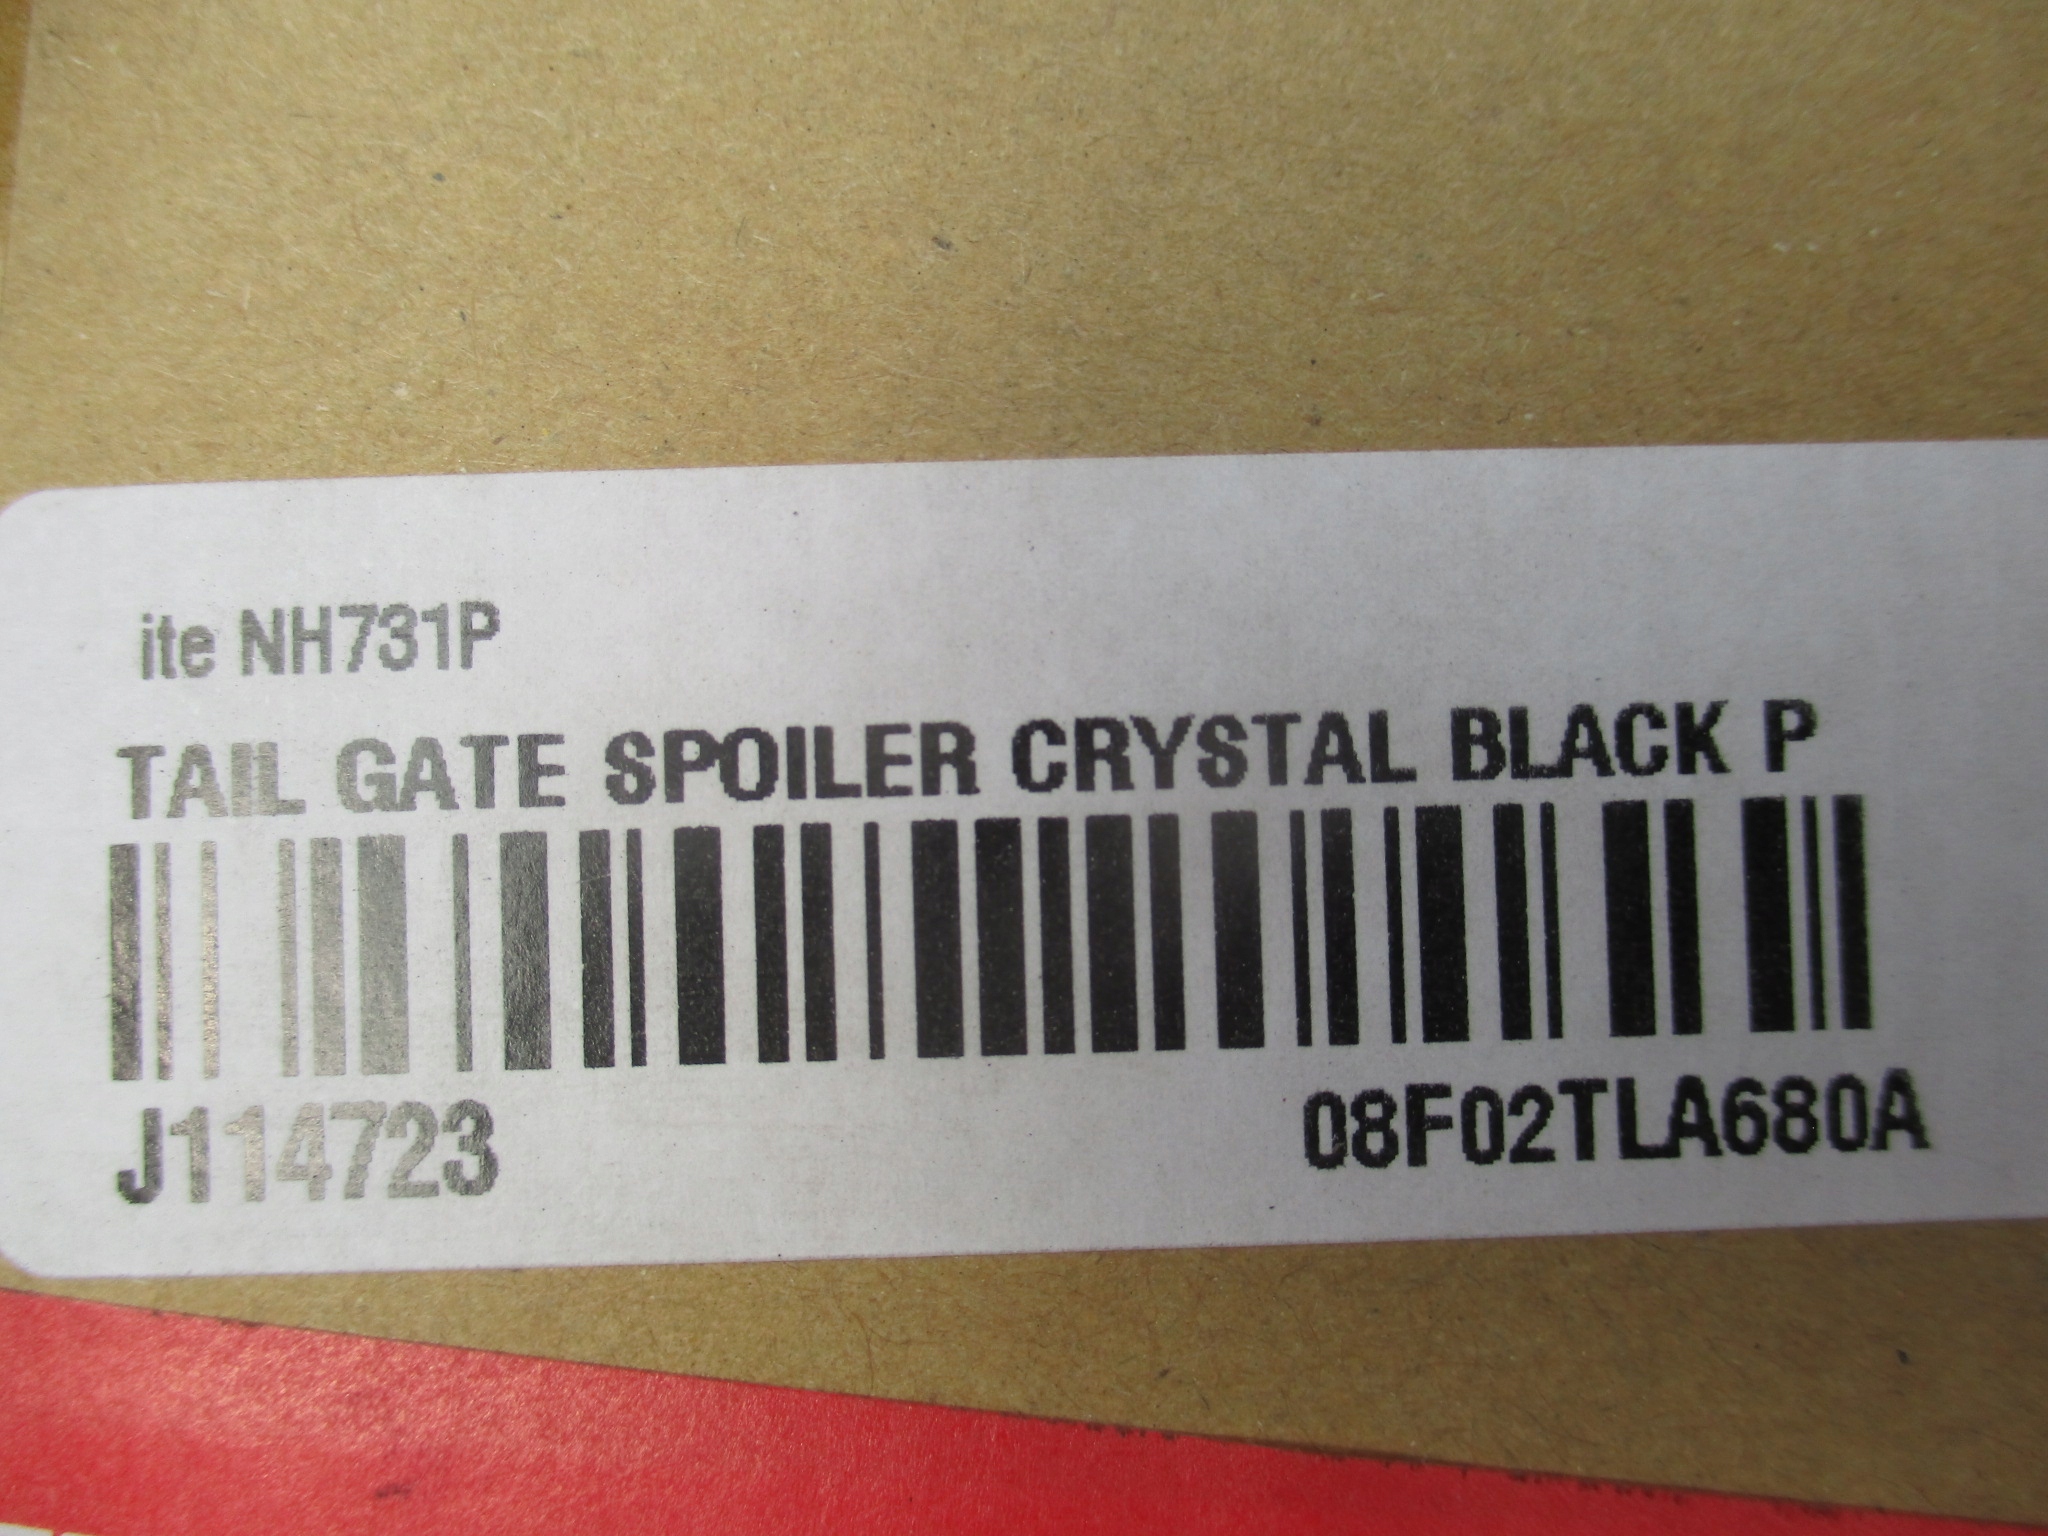 ite NH731P
TAIL GATE SPOILER CRYSTAL BLACK P
J114723 08F02TLA680A